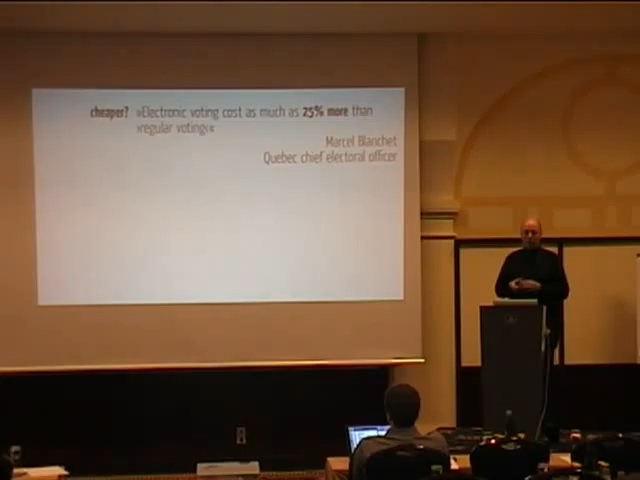 cheaper? »Electronic voting cost as much as 25% more than
»regular voting«
Marcel Blanchet
Quebec chief electoral officer